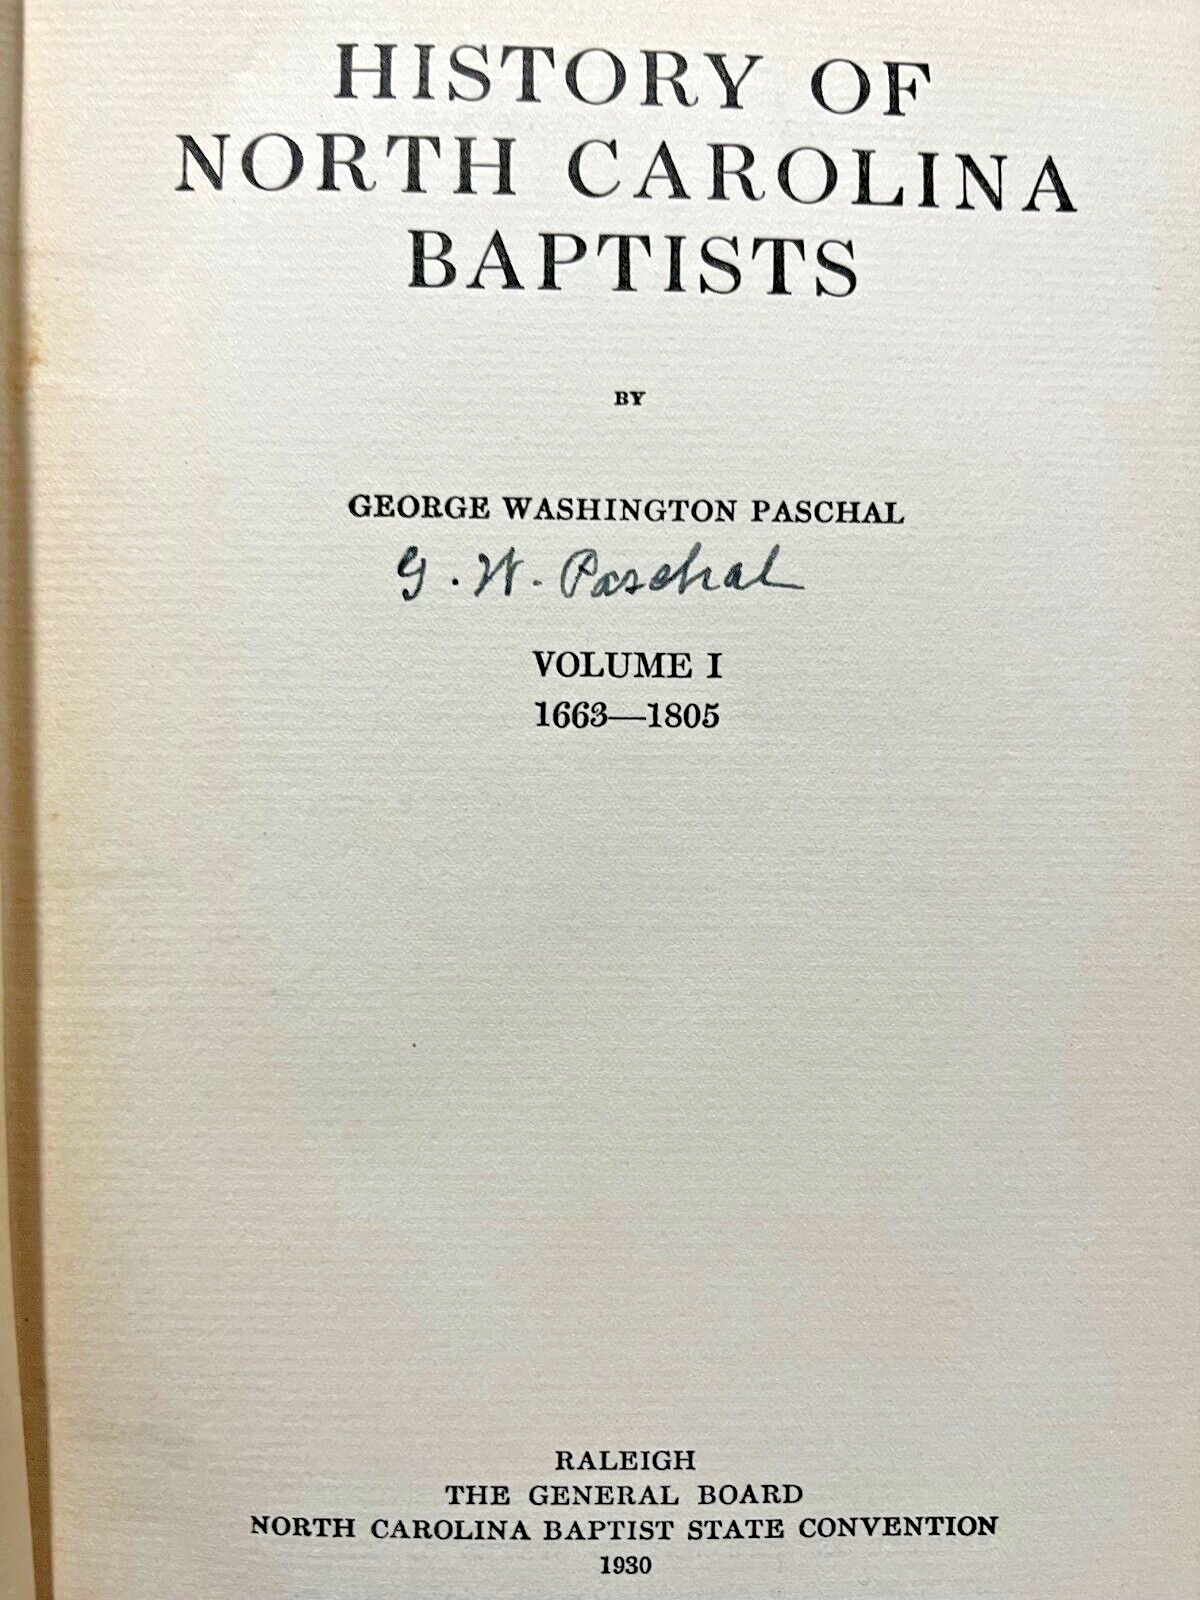 HISTORY OF
NORTH CAROLINA
BAPTISTS
BY
GEORGE WASHINGTON PASCHAL
G. W. Paschal
VOLUME I
1663—1805
RALEIGH
THE GENERAL BOARD
NORTH CAROLINA BAPTIST STATE CONVENTION
1930